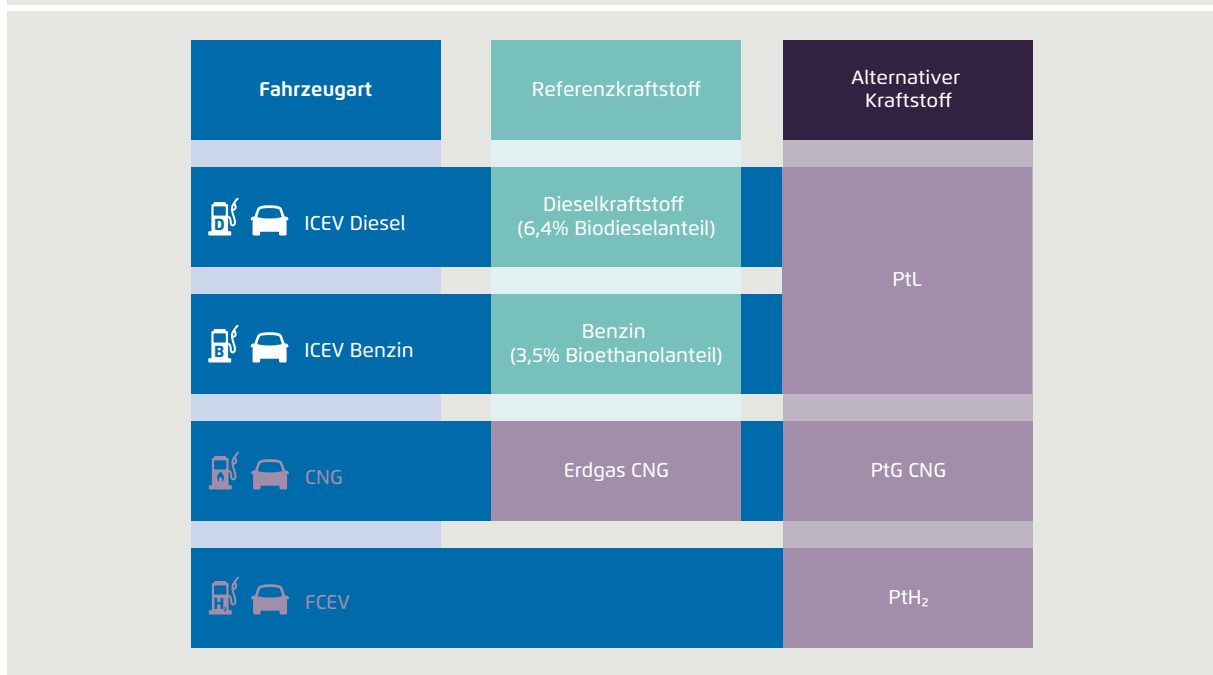 Fahrzeugart
Referenzkraftstoff
Alternativer
Kraftstoff
D
ICEV Diesel
Dieselkraftstoff
(6,4% Biodieselanteil)
PtL
B
ICEV Benzin
Benzin
(3,5% Bioethanolanteil)
CNG
Erdgas CNG
PtG CNG
H₂
FCEV
PtH₂